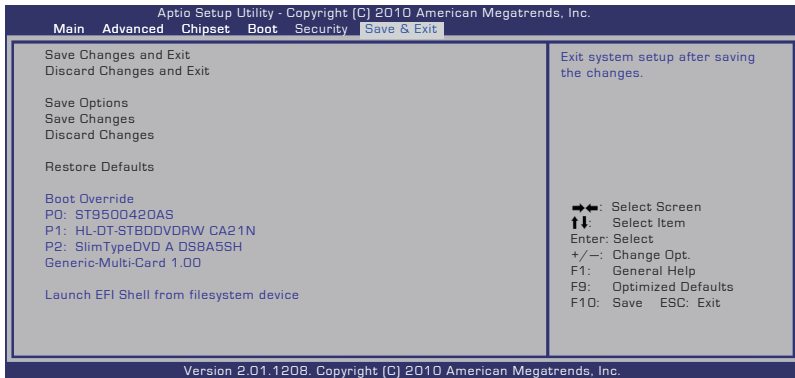 Aptio Setup Utility - Copyright (C) 2010 American Megatrends, Inc.
Main Advanced Chipset Boot Security Save & Exit
Save Changes and Exit
Discard Changes and Exit
Save Options
Save Changes
Discard Changes
Restore Defaults
Boot Override
P0: ST9500420AS
P1: HL-DT-STBDDVDRW CA21N
P2: SlimTypeDVD A DS8A5SH
Generic-Multi-Card 1.00
Launch EFI Shell from filesystem device
Exit system setup after saving
the changes.
→←: Select Screen
↑↓: Select Item
Enter: Select
+/—: Change Opt.
F1: General Help
F9: Optimized Defaults
F10: Save ESC: Exit
Version 2.01.1208. Copyright (C) 2010 American Megatrends, Inc.